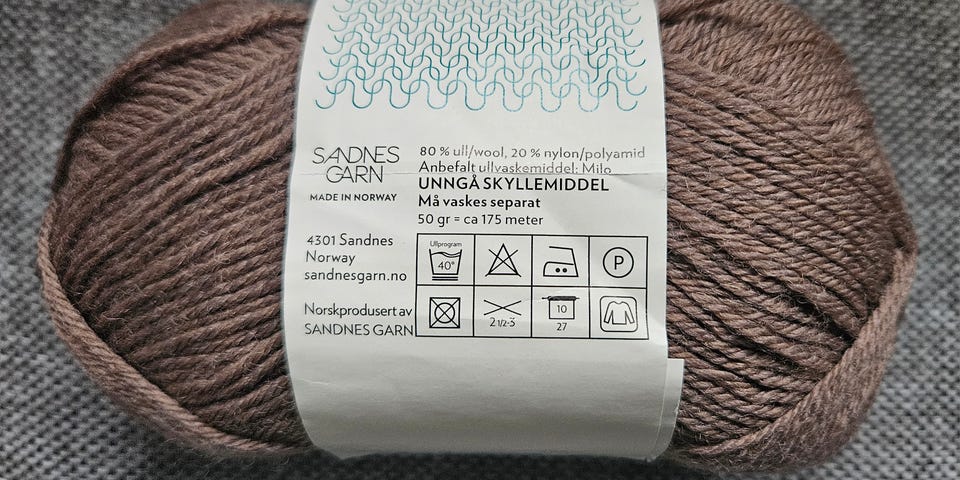 SANDNES
GARN
MADE IN NORWAY
4301 Sandnes
Norway
sandnesgarn.no
Norskprodusert av
SANDNES GARN
80 % ull/wool, 20 % nylon/polyamid
Anbefalt ullvaskemiddel: Milo
UNNGÅ SKYLLEMIDDEL
Må vaskes separat
50 gr = ca 175 meter
Ullprogram
40°
P
2 1/2-3
10
27